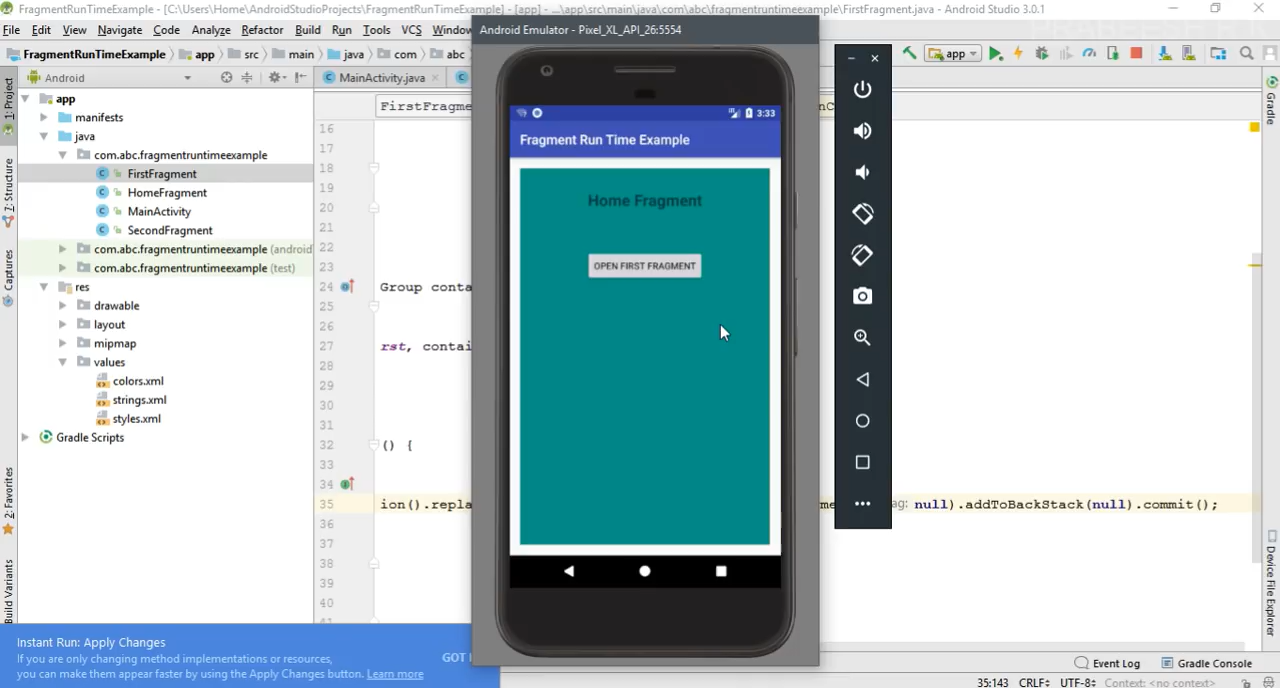 FragmentRunTimeExample - [C:\Users\Home\AndroidStudioProjects\FragmentRunTimeExample] - [app] - ...\app\src\main\java\com\abc\fragmentruntimeexample\FirstFragment.java - Android Studio 3.0.1
File Edit View Navigate Code Analyze Refactor Build Run Tools VCS Window
Android Emulator - Pixel_XL_API_26:5554
FragmentRunTimeExample app src main java com abc
app
Android
MainActivity.java
1: Project
Z: Structure
Captures
2: Favorites
Build Variants
app
manifests
java
com.abc.fragmentruntimeexample
FirstFragment
HomeFragment
MainActivity
SecondFragment
com.abc.fragmentruntimeexample (android
com.abc.fragmentruntimeexample (test)
res
drawable
layout
mipmap
values
colors.xml
strings.xml
styles.xml
Gradle Scripts
FirstFragme
16
17
18
19
20
21
22
23
24 Group conta
25
26
27 rst, contai
28
29
30
31
32 () {
33
34
35 ion().repla
null).addToBackStack(null).commit();
36
37
38
39
40
3:33
Fragment Run Time Example
Home Fragment
OPEN FIRST FRAGMENT
Gradle
Device File Explorer
Instant Run: Apply Changes
If you are only changing method implementations or resources,
you can make them appear faster by using the Apply Changes button. Learn more
GOT
Event Log Gradle Console
35:143 CRLF÷ UTF-8÷ Context: <no context>